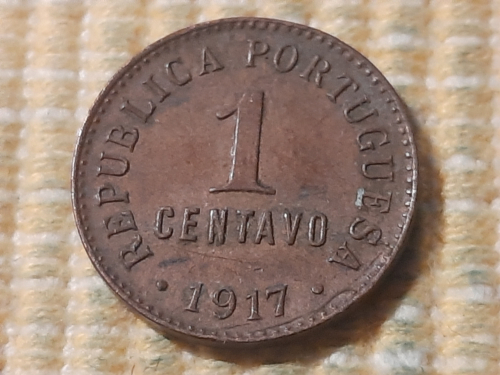 REPUBLICA PORTUGUESA
1
CENTAVO
• 1917 •